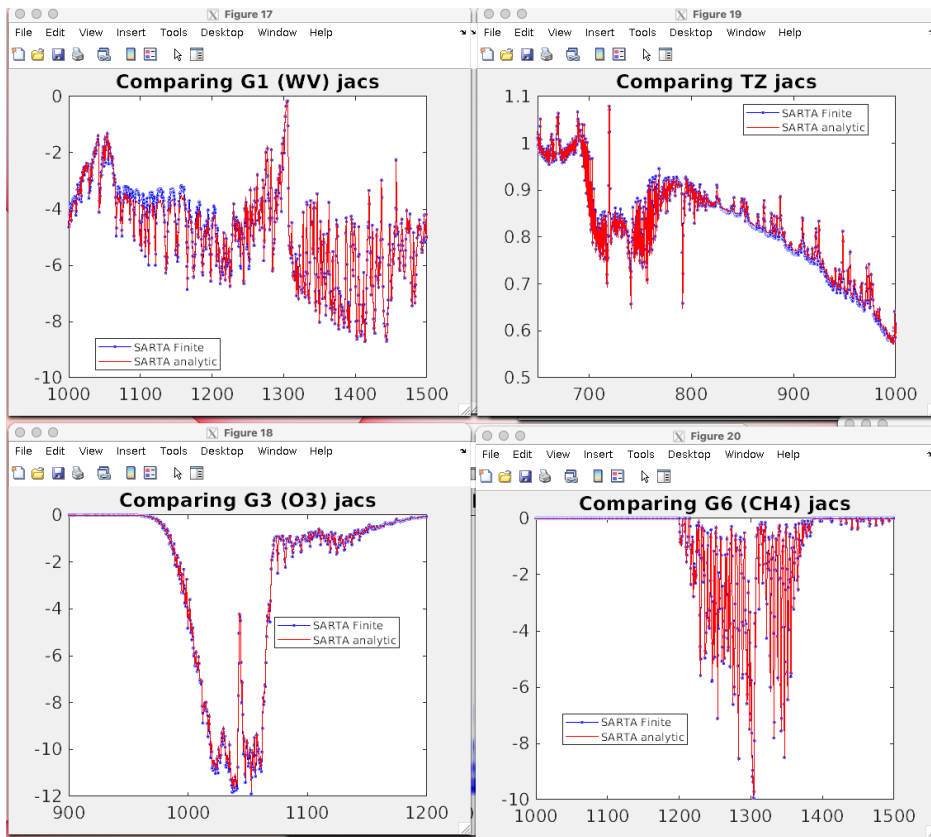 Figure 17
File Edit View Insert Tools Desktop Window Help
Comparing G1 (WV) jacs
0
-2
-4
-6
-8
-10
1000 1100 1200 1300 1400 1500
SARTA Finite
SARTA analytic
Figure 19
File Edit View Insert Tools Desktop Window Help
Comparing TZ jacs
1.1
1
0.9
0.8
0.7
0.6
0.5
700 800 900 1000
SARTA Finite
SARTA analytic
Figure 18
File Edit View Insert Tools Desktop Window Help
Comparing G3 (O3) jacs
0
-2
-4
-6
-8
-10
-12
900 1000 1100 1200
SARTA Finite
SARTA analytic
Figure 20
File Edit View Insert Tools Desktop Window Help
Comparing G6 (CH4) jacs
0
-2
-4
-6
-8
-10
1000 1100 1200 1300 1400 1500
SARTA Finite
SARTA analytic